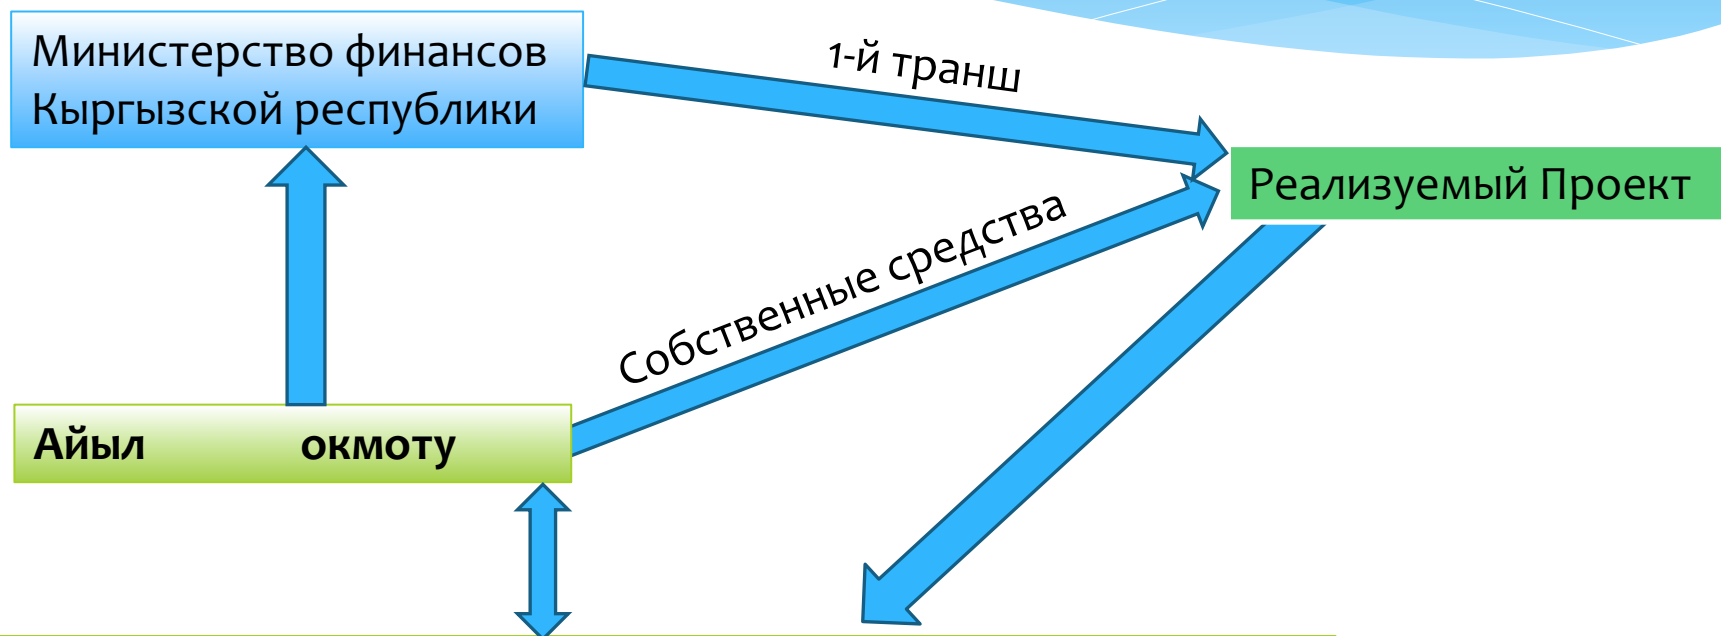 Министерство финансов
Кыргызской республики
1-й транш
Реализуемый Проект
Собственные средства
Айыл окмоту